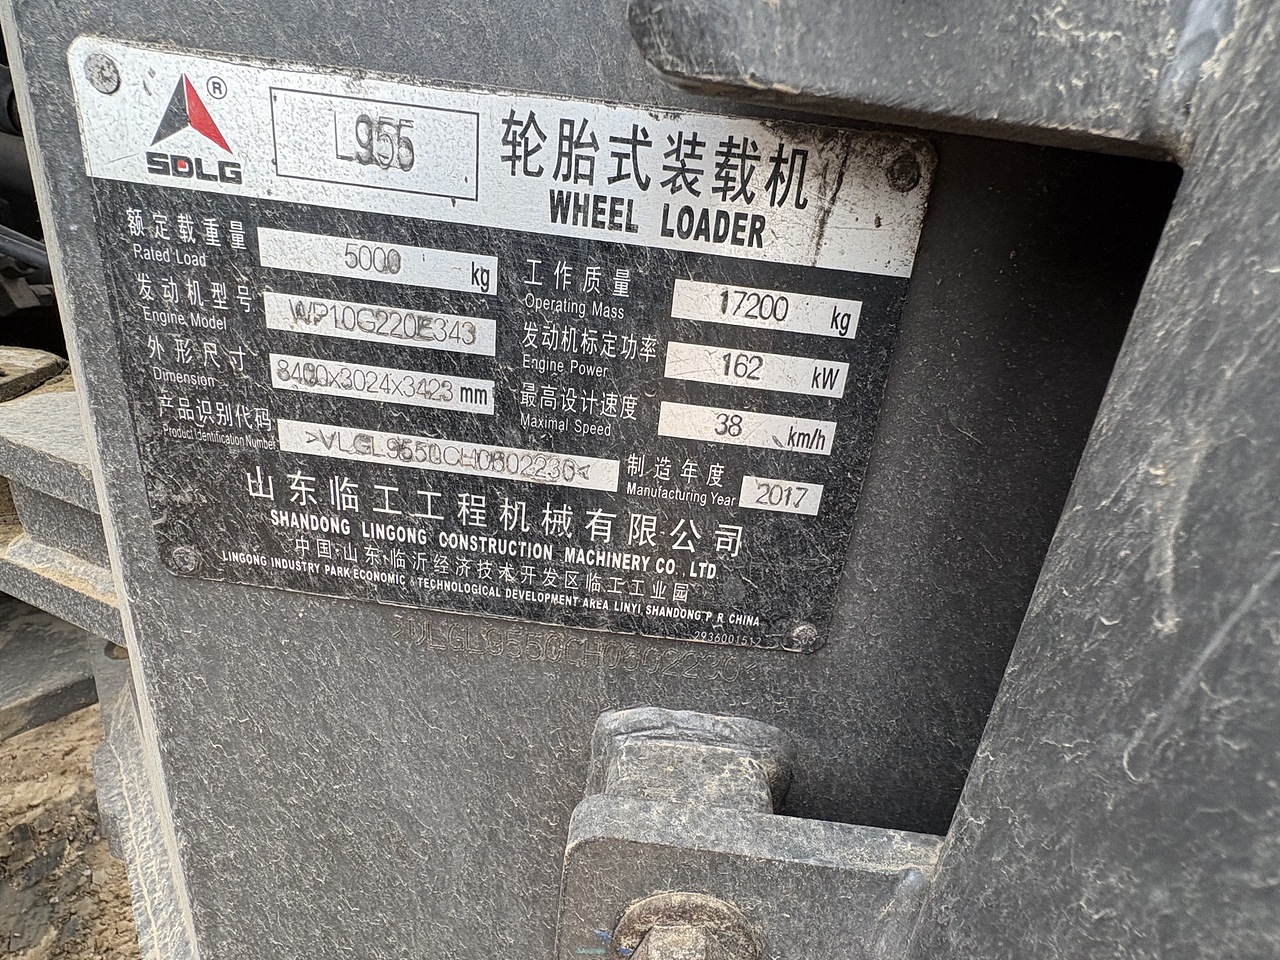 SDLG ®
L955
轮胎式装载机
WHEEL LOADER
额定载重量
Rated Load
5000 kg
工作质量
Operating Mass
17200 kg
发动机型号
Engine Model
WP10G220E343
发动机标定功率
Engine Power
162 kW
外形尺寸
Dimension
8400x3024x3423 mm
最高设计速度
Maximal Speed
38 km/h
产品识别代码
Product Identification Number
制造年度
Manufacturing Year
2017
山东临工工程机械有限公司
SHANDONG LINGONG CONSTRUCTION MACHINERY CO., LTD.
中国·山东·临沂经济技术开发区临工工业园
LINGONG INDUSTRY PARK ECONOMIC & TECHNOLOGICAL DEVELOPMENT AREA LINYI, SHANDONG P. R. CHINA
2936001512